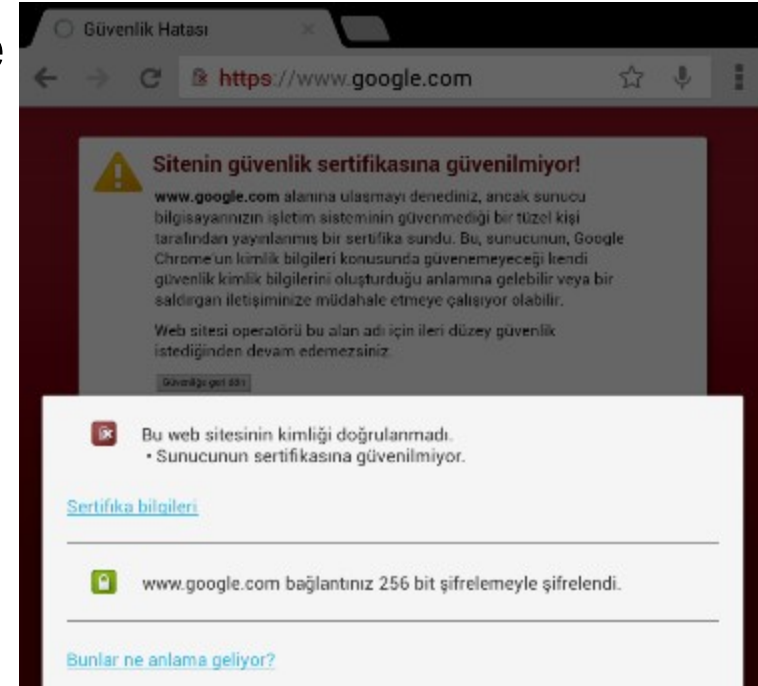 e
Güvenlik Hatası
https://www.google.com
Sitenin güvenlik sertifikasına güvenilmiyor!
www.google.com alanına ulaşmayı denediniz, ancak sunucu
bilgisayarınızın işletim sisteminin güvenmediği bir tüzel kişi
tarafından yayınlanmış bir sertifika sundu. Bu, sunucunun, Google
Chrome'un kimlik bilgileri konusunda güvenemeyeceği kendi
güvenlik kimlik bilgilerini oluşturduğu anlamına gelebilir veya bir
saldırgan iletişiminize müdahale etmeye çalışıyor olabilir.
Web sitesi operatörü bu alan adı için ileri düzey güvenlik
istediğinden devam edemezsiniz.
Güvenliğe geri dön
Bu web sitesinin kimliği doğrulanmadı.
• Sunucunun sertifikasına güvenilmiyor.
Sertifika bilgileri
www.google.com bağlantınız 256 bit şifrelemeyle şifrelendi.
Bunlar ne anlama geliyor?